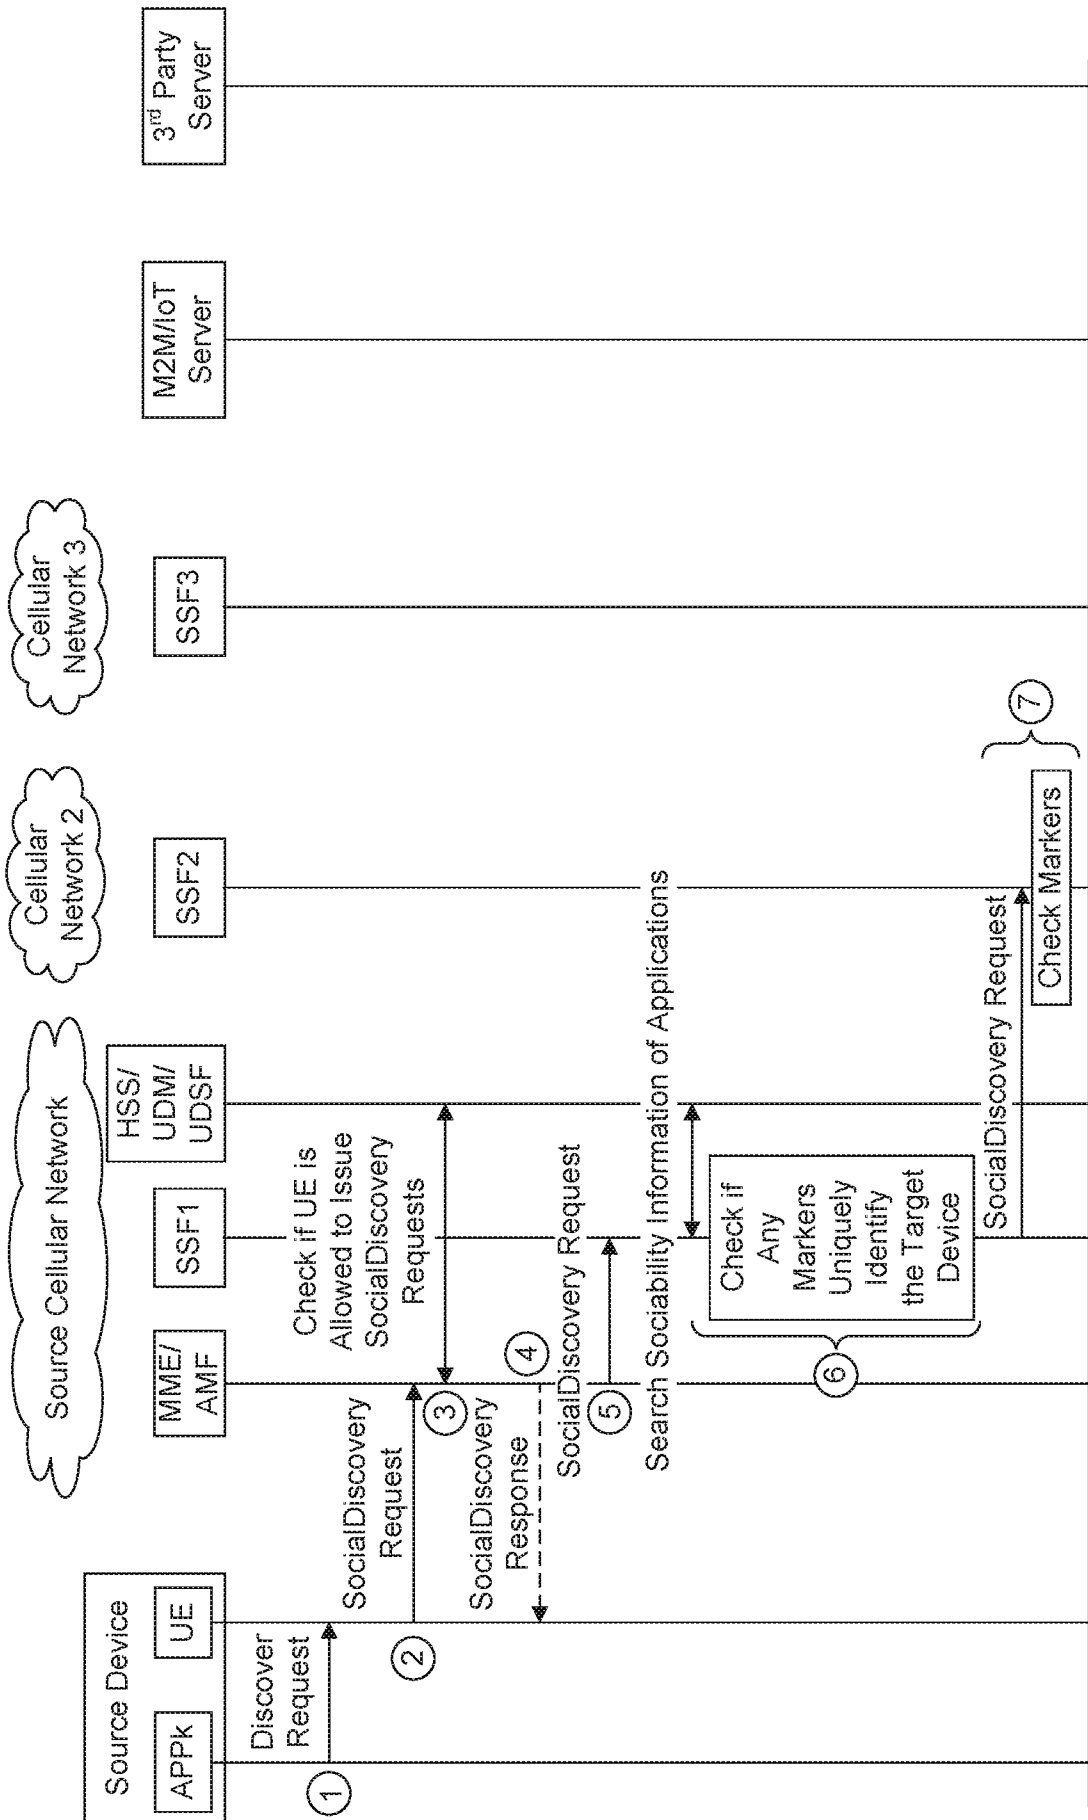 Source Device
APPk
UE
Source Cellular Network
MME/
AMF
SSF1
HSS/
UDM/
UDSF
Cellular
Network 2
SSF2
Cellular
Network 3
SSF3
M2M/IoT
Server
3rd Party
Server
1
Discover
Request
2
SocialDiscovery
Request
3
Check if UE is
Allowed to Issue
SocialDiscovery
Requests
4
SocialDiscovery
Response
5
SocialDiscovery Request
Search Sociability Information of Applications
6
Check if
Any
Markers
Uniquely
Identify
the Target
Device
SocialDiscovery Request
7
Check Markers